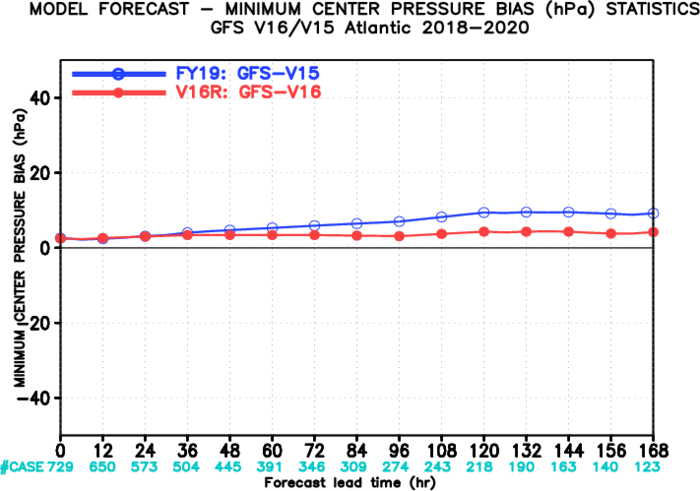 MODEL FORECAST – MINIMUM CENTER PRESSURE BIAS (hPa) STATISTICS
GFS V16/V15 Atlantic 2018–2020
FY19: GFS–V15
V16R: GFS–V16
MINIMUM CENTER PRESSURE BIAS (hPa)
40
20
0
–20
–40
0 12 24 36 48 60 72 84 96 108 120 132 144 156 168
#CASE 729 650 573 504 445 391 346 309 274 243 218 190 163 140 123
Forecast lead time (hr)